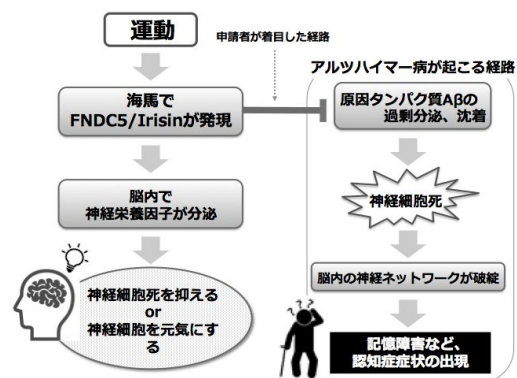 運動
申請者が着目した経路
アルツハイマー病が起こる経路
海馬で
FNDC5/Irisinが発現
原因タンパク質Aβの
過剰分泌、沈着
脳内で
神経栄養因子が分泌
神経細胞死
神経細胞死を抑える
or
神経細胞を元気にす
る
脳内の神経ネットワークが破綻
? ? ?
記憶障害など、
認知症症状の出現